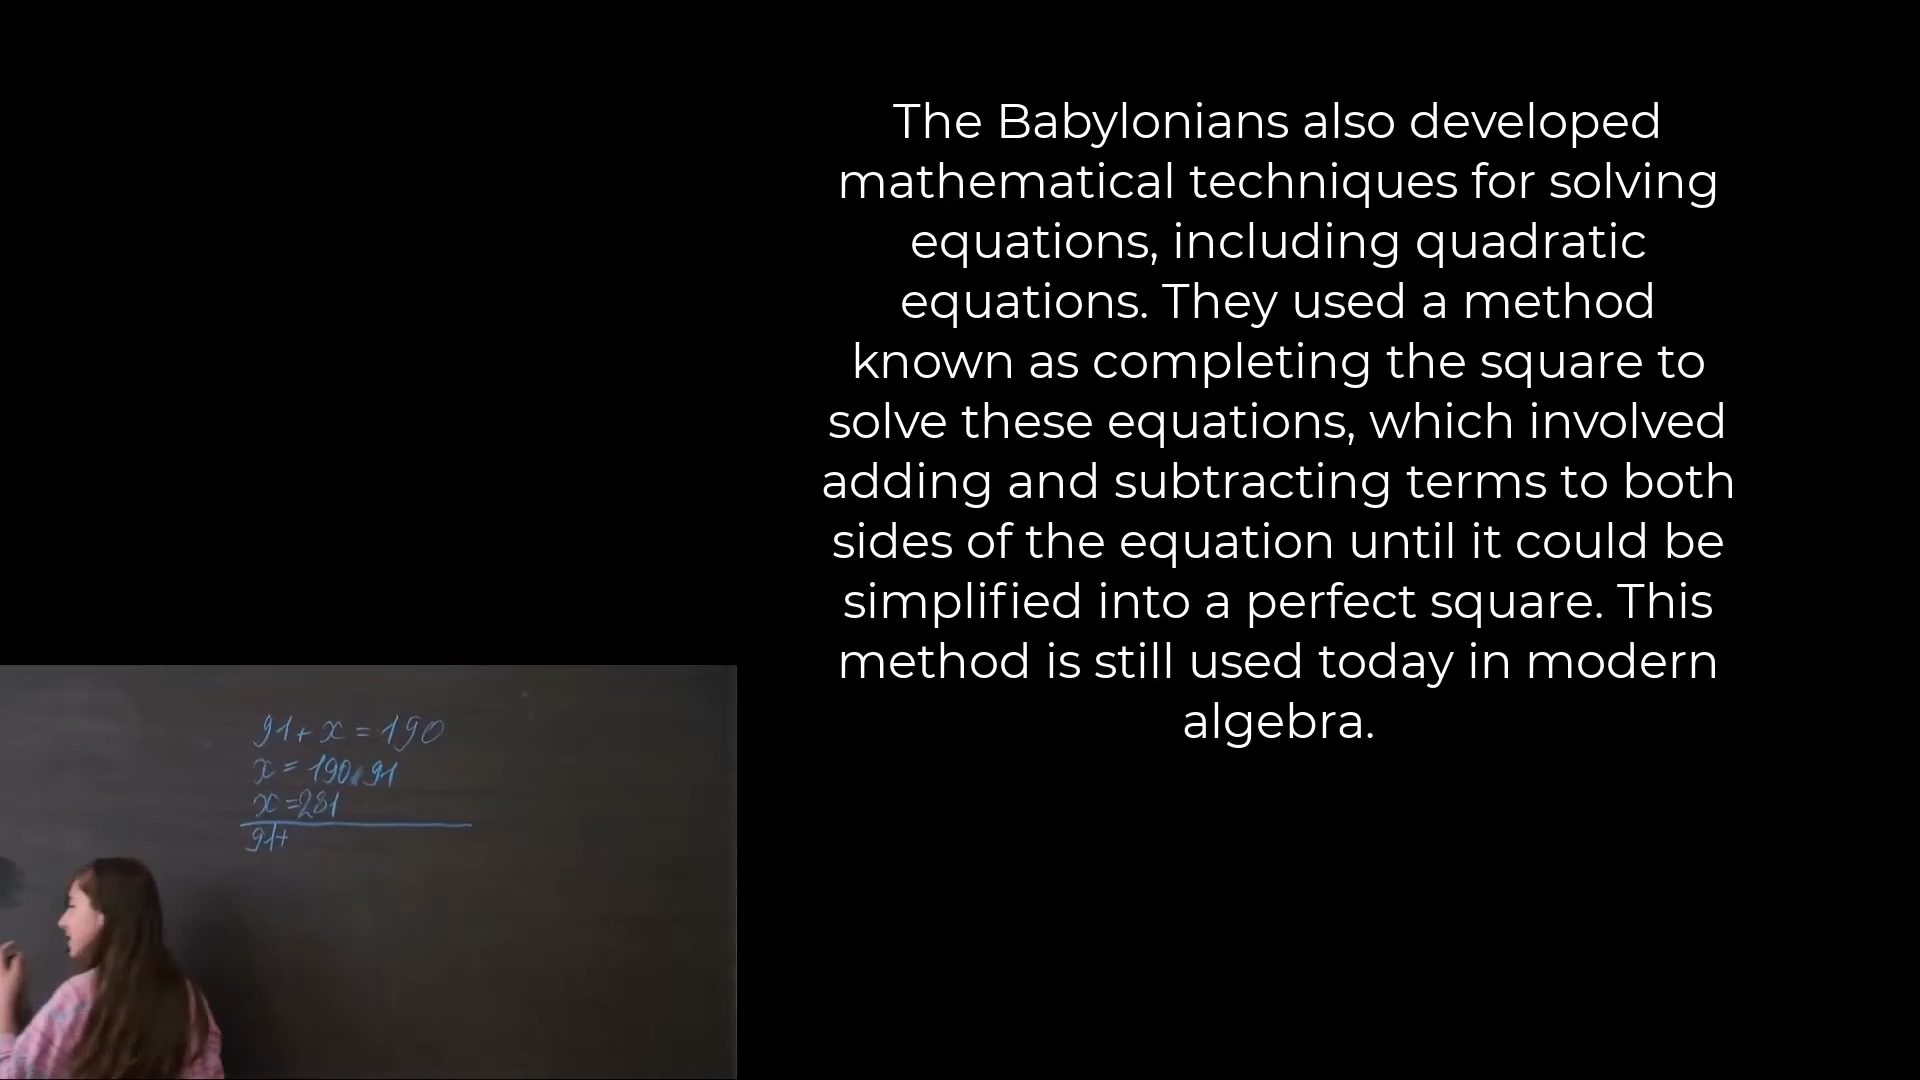 The Babylonians also developed
mathematical techniques for solving
equations, including quadratic
equations. They used a method
known as completing the square to
solve these equations, which involved
adding and subtracting terms to both
sides of the equation until it could be
simplified into a perfect square. This
method is still used today in modern
algebra.
91+x=190
x=190 91
x=281
91+